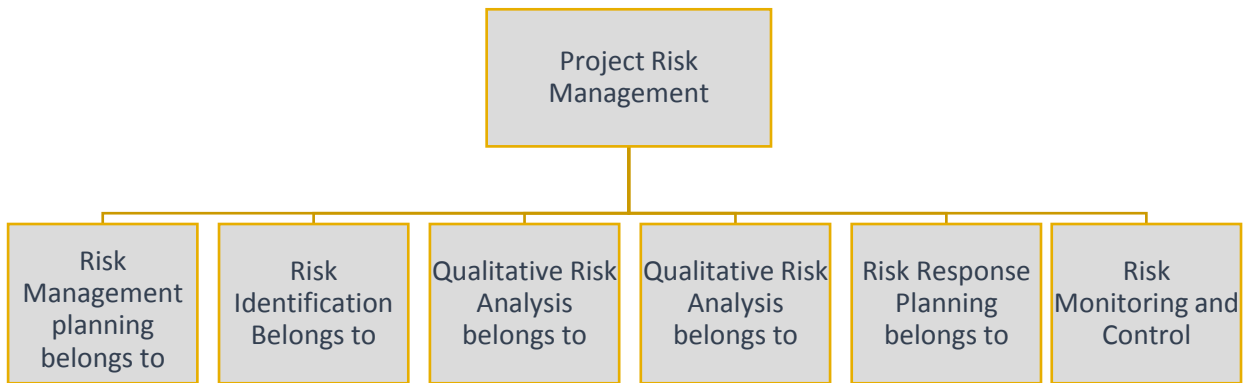 Project Risk
Management
Risk
Management
planning
belongs to
Risk
Identification
Belongs to
Qualitative Risk
Analysis
belongs to
Qualitative Risk
Analysis
belongs to
Risk Response
Planning
belongs to
Risk
Monitoring and
Control